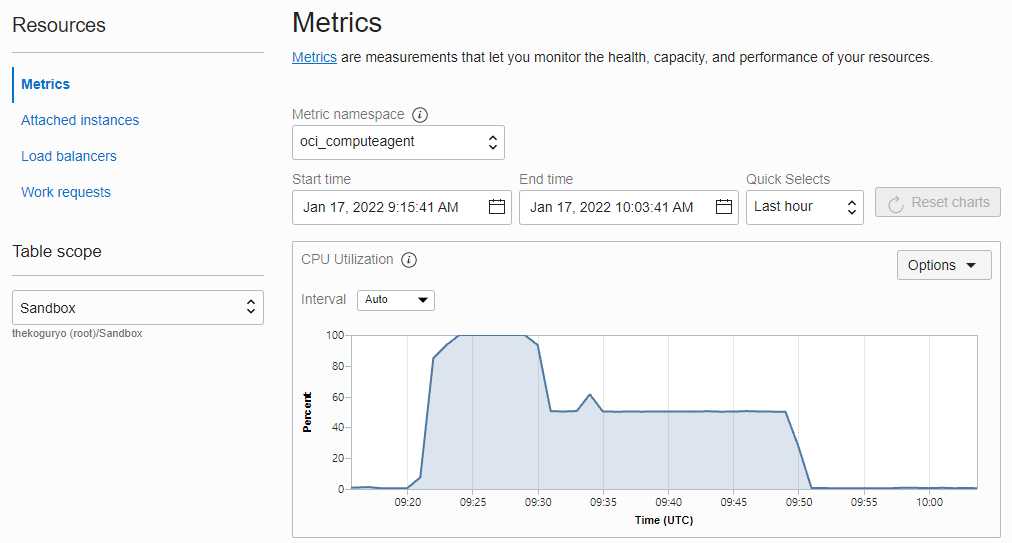 Resources
Metrics
Attached instances
Load balancers
Work requests
Table scope
Sandbox
thekoguryo (root)/Sandbox
Metrics
Metrics are measurements that let you monitor the health, capacity, and performance of your resources.
Metric namespace i
oci_computeagent
Start time End time Quick Selects
Jan 17, 2022 9:15:41 AM Jan 17, 2022 10:03:41 AM Last hour Reset charts
CPU Utilization i
Options
Interval Auto
100
80
60
40
20
0
Percent
09:20 09:25 09:30 09:35 09:40 09:45 09:50 09:55 10:00
Time (UTC)